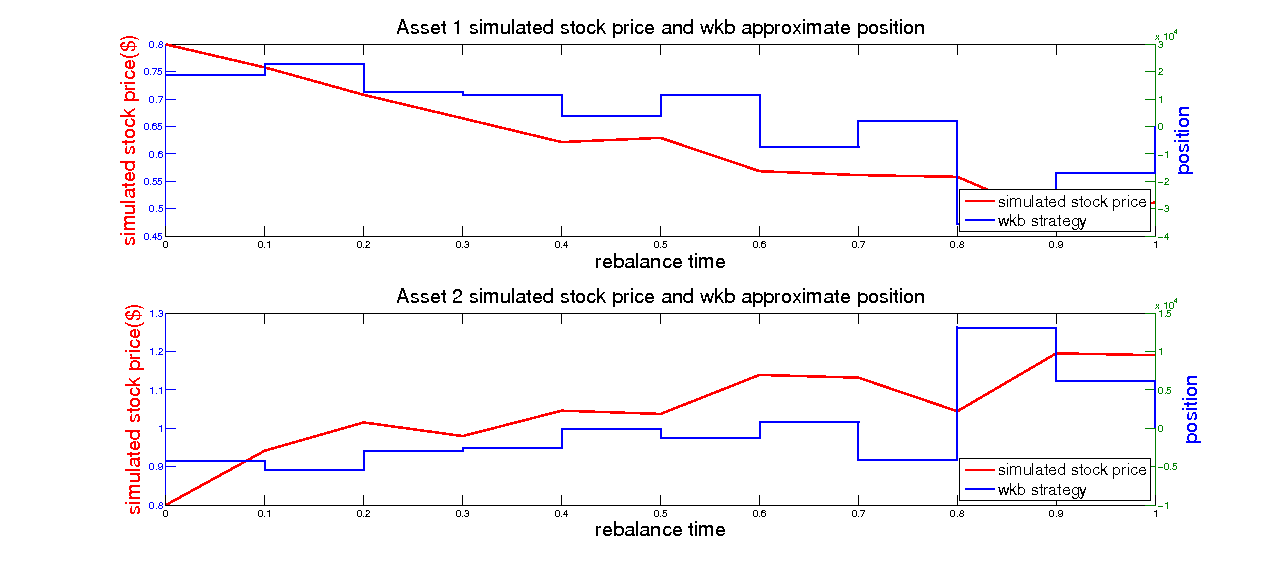 Asset 1 simulated stock price and wkb approximate position
x 10^4
simulated stock price($)
0.8
0.75
0.7
0.65
0.6
0.55
0.5
0.45
3
2
1
0
-1
-2
-3
-4
position
simulated stock price
wkb strategy
0 0.1 0.2 0.3 0.4 0.5 0.6 0.7 0.8 0.9 1
rebalance time
Asset 2 simulated stock price and wkb approximate position
x 10^4
simulated stock price($)
1.3
1.2
1.1
1
0.9
0.8
1.5
1
0.5
0
-0.5
-1
position
simulated stock price
wkb strategy
0 0.1 0.2 0.3 0.4 0.5 0.6 0.7 0.8 0.9 1
rebalance time